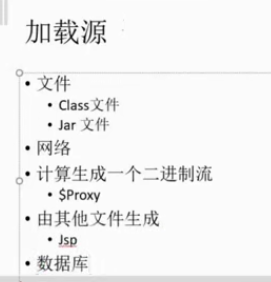 加载源
• 文件
• Class文件
• Jar 文件
• 网络
• 计算生成一个二进制流
• $Proxy
• 由其他文件生成
• Jsp
• 数据库